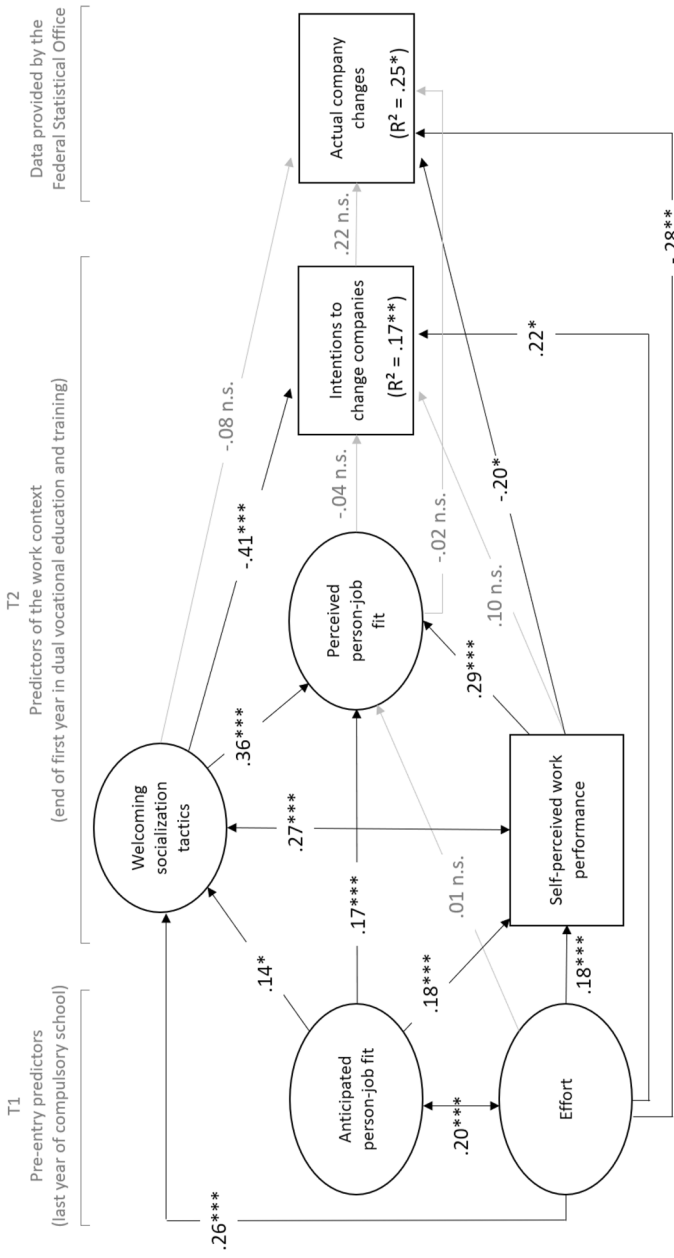 T1
Pre-entry predictors
(last year of compulsory school)
T2
Predictors of the work context
(end of first year in dual vocational education and training)
Data provided by the
Federal Statistical Office
Welcoming
socialization
tactics
Anticipated
person-job fit
Effort
Perceived
person-job
fit
Self-perceived work
performance
Intentions to
change companies
(R² = .17**)
Actual company
changes
(R² = .25*)
.26***
.14*
.20***
.17***
.18***
.18***
.01 n.s.
.27***
.36***
.29***
-.41***
-.08 n.s.
-.04 n.s.
-.02 n.s.
.10 n.s.
-.20*
.22*
.22 n.s.
-.28**